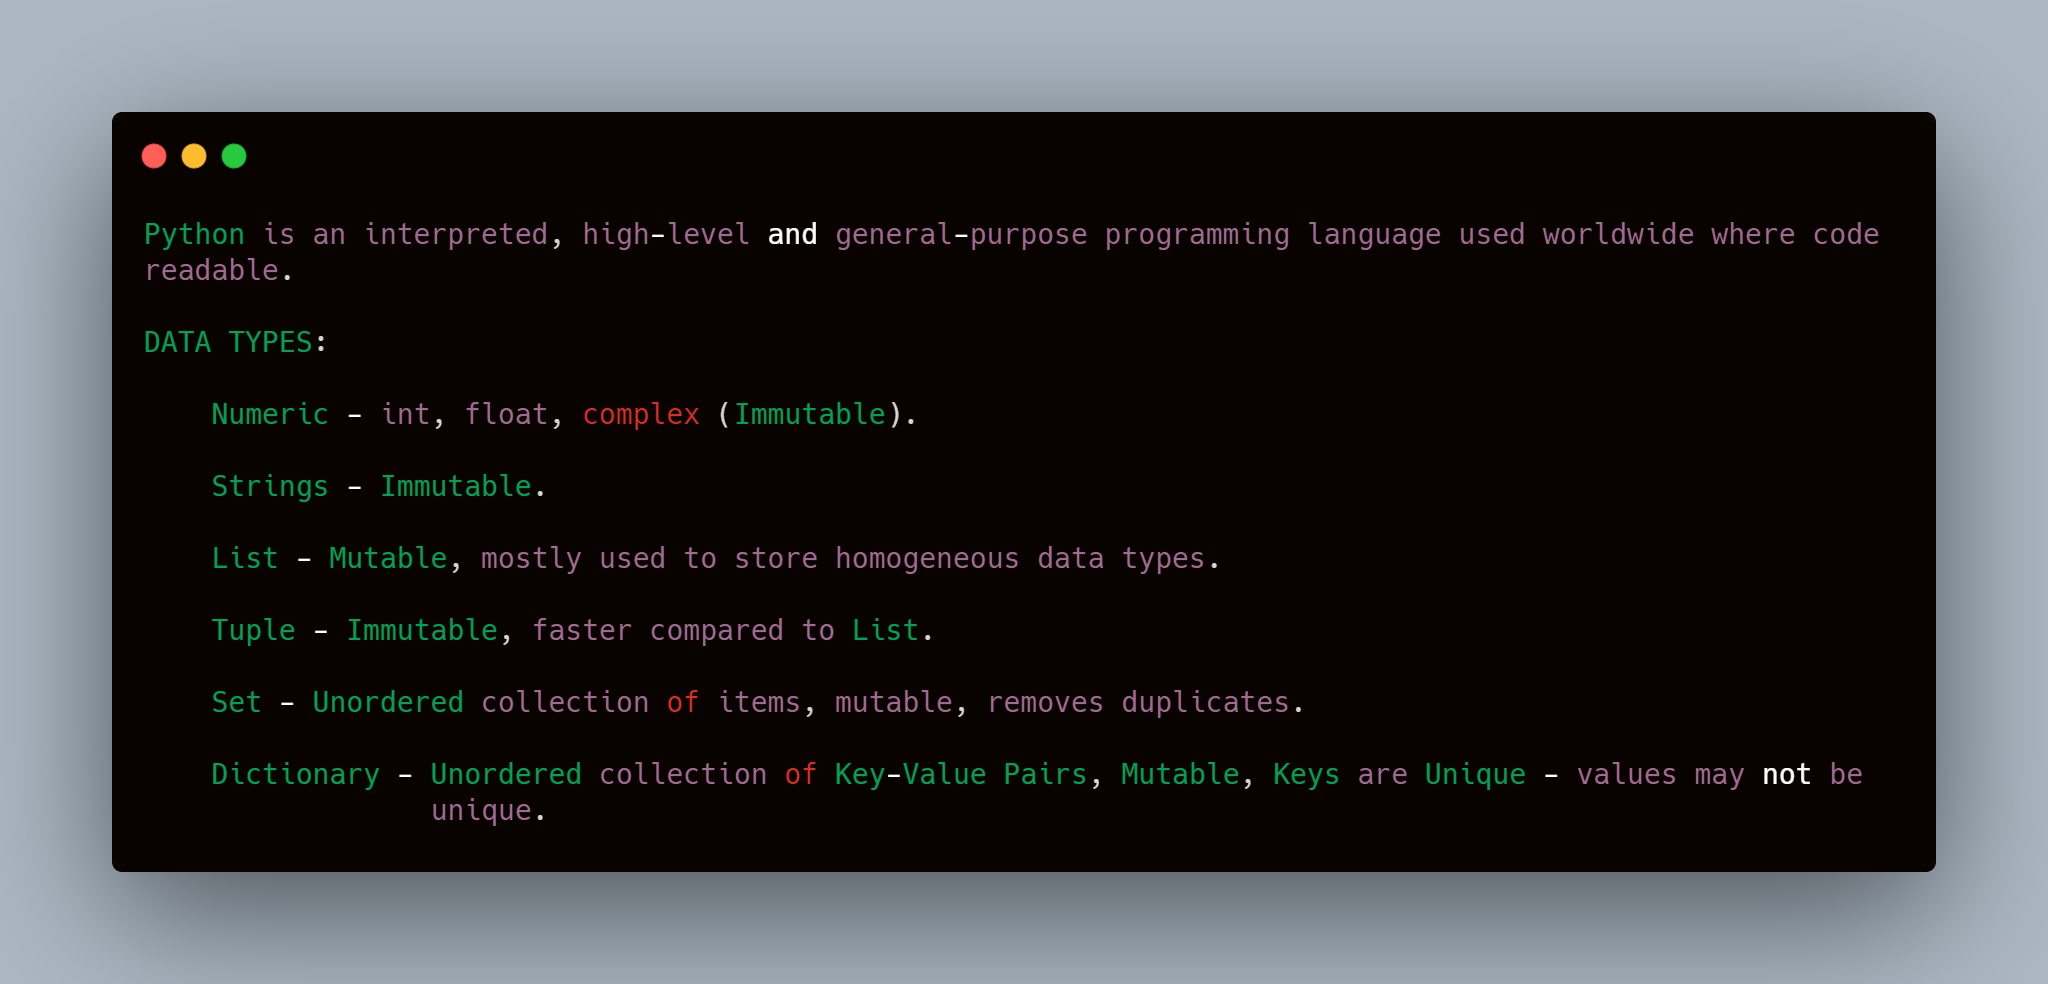 Python is an interpreted, high-level and general-purpose programming language used worldwide where code
readable.
DATA TYPES:
Numeric - int, float, complex (Immutable).
Strings - Immutable.
List - Mutable, mostly used to store homogeneous data types.
Tuple - Immutable, faster compared to List.
Set - Unordered collection of items, mutable, removes duplicates.
Dictionary - Unordered collection of Key-Value Pairs, Mutable, Keys are Unique - values may not be
unique.